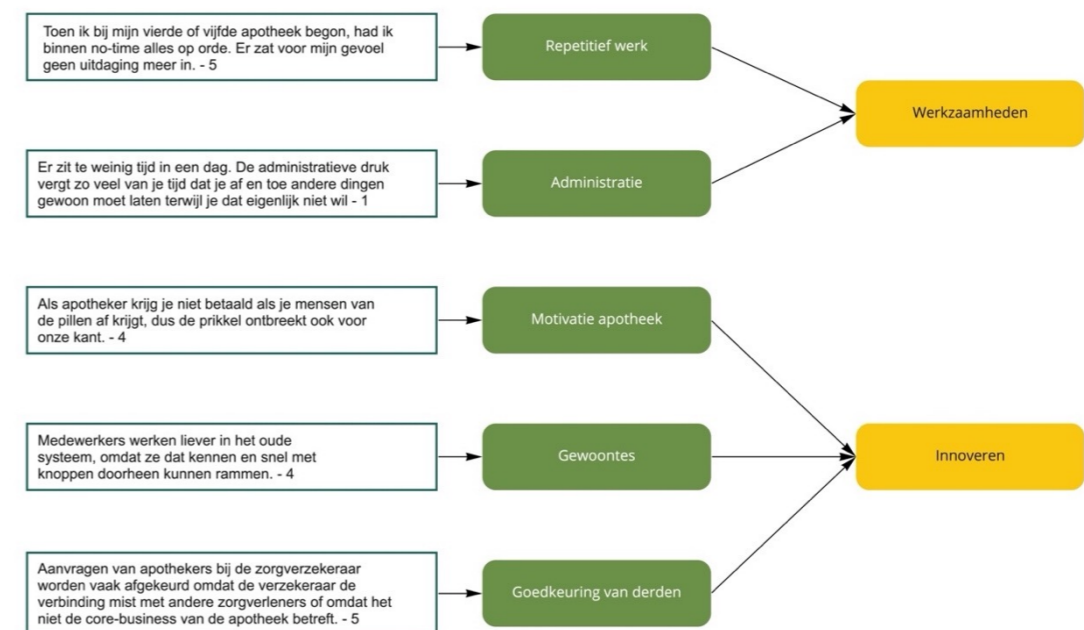 Toen ik bij mijn vierde of vijfde apotheek begon, had ik
binnen no-time alles op orde. Er zat voor mijn gevoel
geen uitdaging meer in. - 5
Repetitief werk
Werkzaamheden
Er zit te weinig tijd in een dag. De administratieve druk
vergt zo veel van je tijd dat je af en toe andere dingen
gewoon moet laten terwijl je dat eigenlijk niet wil - 1
Administratie
Als apotheker krijg je niet betaald als je mensen van
de pillen af krijgt, dus de prikkel ontbreekt ook voor
onze kant. - 4
Motivatie apotheek
Medewerkers werken liever in het oude
systeem, omdat ze dat kennen en snel met
knoppen doorheen kunnen rammen. - 4
Gewoontes
Innoveren
Aanvragen van apothekers bij de zorgverzekeraar
worden vaak afgekeurd omdat de verzekeraar de
verbinding mist met andere zorgverleners of omdat het
niet de core-business van de apotheek betreft. - 5
Goedkeuring van derden